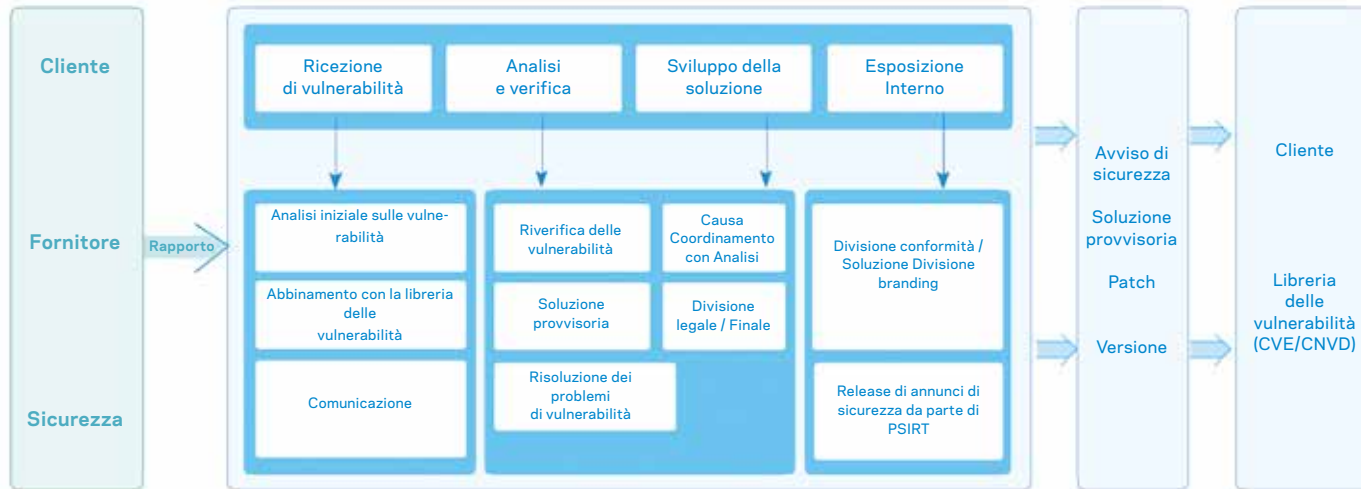 Cliente
Fornitore
Sicurezza
Rapporto
Ricezione
di vulnerabilità
Analisi
e verifica
Sviluppo della
soluzione
Esposizione
Interno
Analisi iniziale sulle vulne-
rabilità
Abbinamento con la libreria
delle
vulnerabilità
Comunicazione
Riverifica delle
vulnerabilità
Causa
Coordinamento
con Analisi
Soluzione
provvisoria
Divisione
legale / Finale
Risoluzione dei
problemi
di vulnerabilità
Divisione conformità /
Soluzione Divisione
branding
Release di annunci di
sicurezza da parte di
PSIRT
Avviso di
sicurezza
Soluzione
provvisoria
Patch
Versione
Cliente
Libreria
delle
vulnerabilità
(CVE/CNVD)